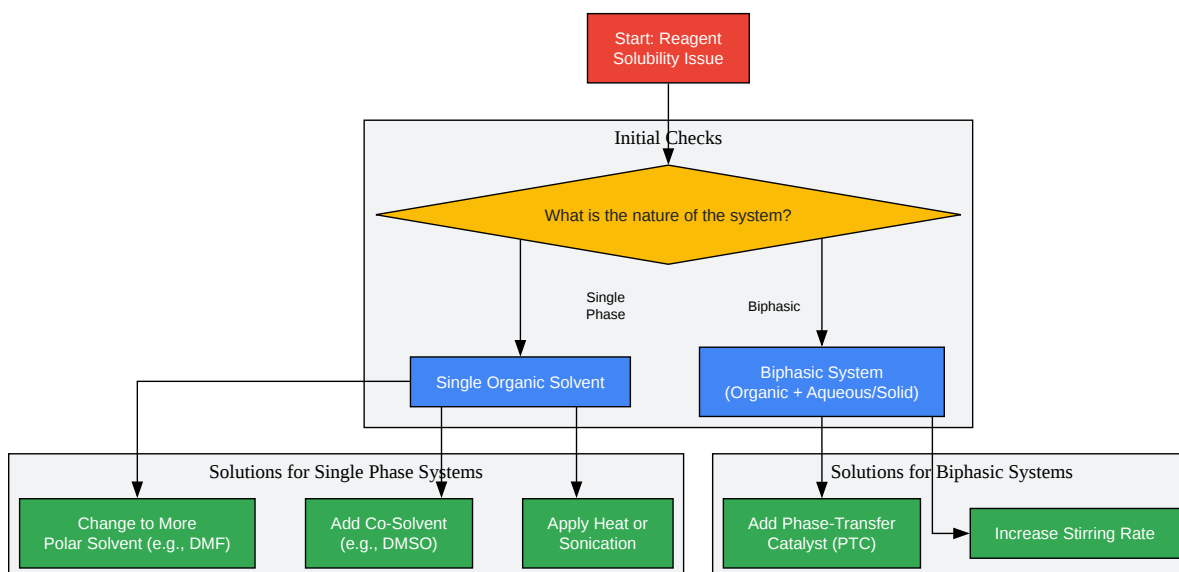 Start: Reagent
Solubility Issue
Initial Checks
What is the nature of the system?
Single
Phase
Biphasic
Single Organic Solvent
Biphasic System
(Organic + Aqueous/Solid)
Solutions for Single Phase Systems
Solutions for Biphasic Systems
Change to More
Polar Solvent (e.g., DMF)
Add Co-Solvent
(e.g., DMSO)
Apply Heat or
Sonication
Add Phase-Transfer
Catalyst (PTC)
Increase Stirring Rate